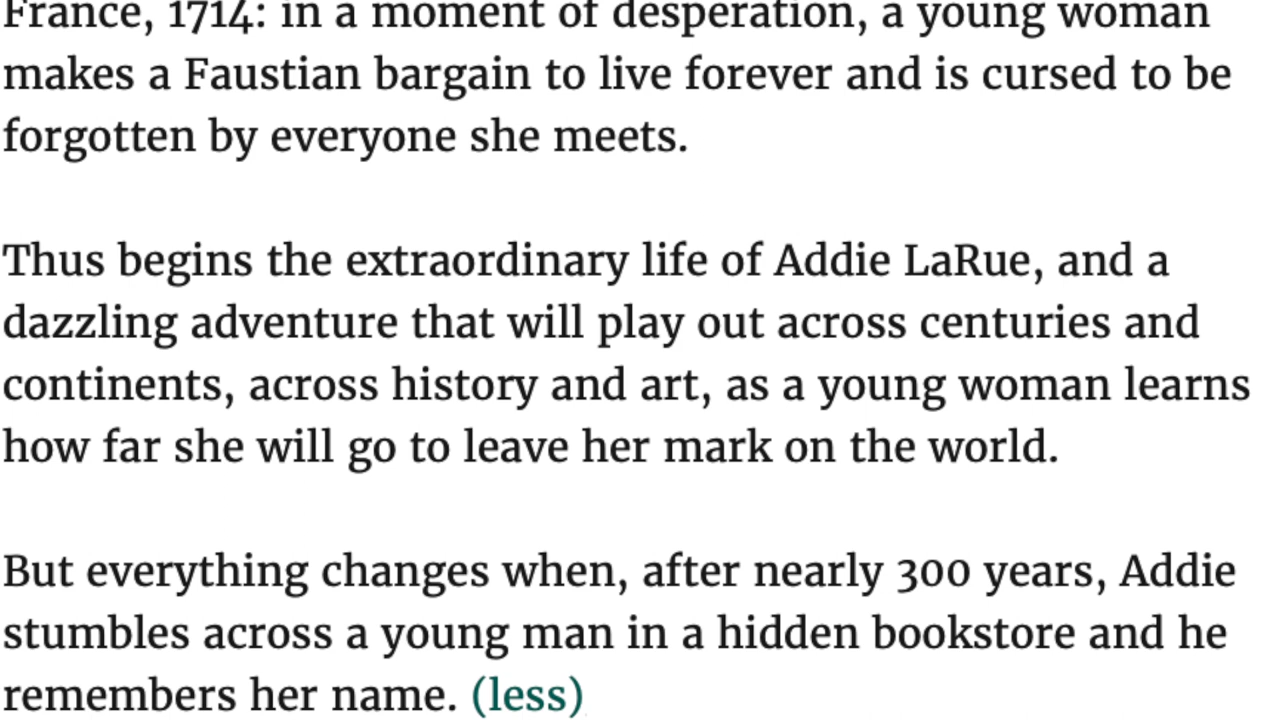 France, 1714: in a moment of desperation, a young woman
makes a Faustian bargain to live forever and is cursed to be
forgotten by everyone she meets.
Thus begins the extraordinary life of Addie LaRue, and a
dazzling adventure that will play out across centuries and
continents, across history and art, as a young woman learns
how far she will go to leave her mark on the world.
But everything changes when, after nearly 300 years, Addie
stumbles across a young man in a hidden bookstore and he
remembers her name. (less)